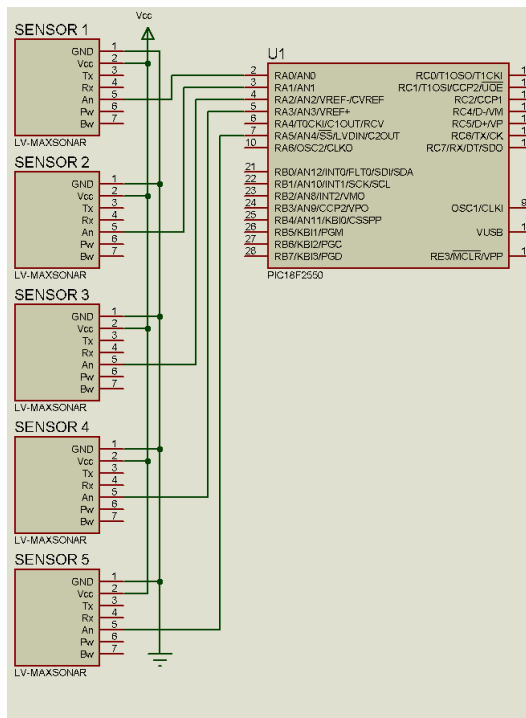 Vcc
SENSOR 1
GND 1
Vcc 2
Tx 3
Rx 4
An 5
Pw 6
Bw 7
LV-MAXSONAR
SENSOR 2
GND 1
Vcc 2
Tx 3
Rx 4
An 5
Pw 6
Bw 7
LV-MAXSONAR
SENSOR 3
GND 1
Vcc 2
Tx 3
Rx 4
An 5
Pw 6
Bw 7
LV-MAXSONAR
SENSOR 4
GND 1
Vcc 2
Tx 3
Rx 4
An 5
Pw 6
Bw 7
LV-MAXSONAR
SENSOR 5
GND 1
Vcc 2
Tx 3
Rx 4
An 5
Pw 6
Bw 7
LV-MAXSONAR
U1
2 RA0/AN0
3 RA1/AN1
4 RA2/AN2/VREF-/CVREF
5 RA3/AN3/VREF+
6 RA4/T0CKI/C1OUT/RCV
7 RA5/AN4/SS/LVDIN/C2OUT
10 RA6/OSC2/CLKO
21 RB0/AN12/INT0/FLT0/SDI/SDA
22 RB1/AN10/INT1/SCK/SCL
23 RB2/AN8/INT2/VMO
24 RB3/AN9/CCP2/VPO
25 RB4/AN11/KBI0/CSSPP
26 RB5/KBI1/PGM
27 RB6/KBI2/PGC
28 RB7/KBI3/PGD
RC0/T1OSO/T1CKI
RC1/T1OSI/CCP2/UOE
RC2/CCP1
RC4/D-/VM
RC5/D+/VP
RC6/TX/CK
RC7/RX/DT/SDO
OSC1/CLKI
VUSB
RE3/MCLR/VPP
PIC18F2550